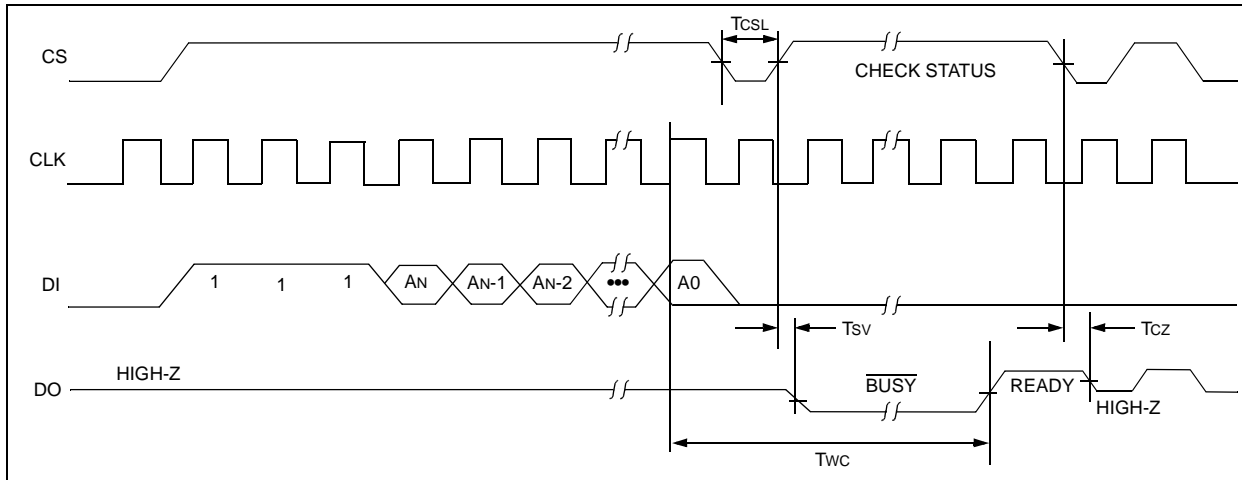 TCSL
CS
CHECK STATUS
CLK
DI
1 1 1 AN AN-1 AN-2 ••• A0
TSV
TCZ
DO
HIGH-Z
BUSY
READY
HIGH-Z
TWC